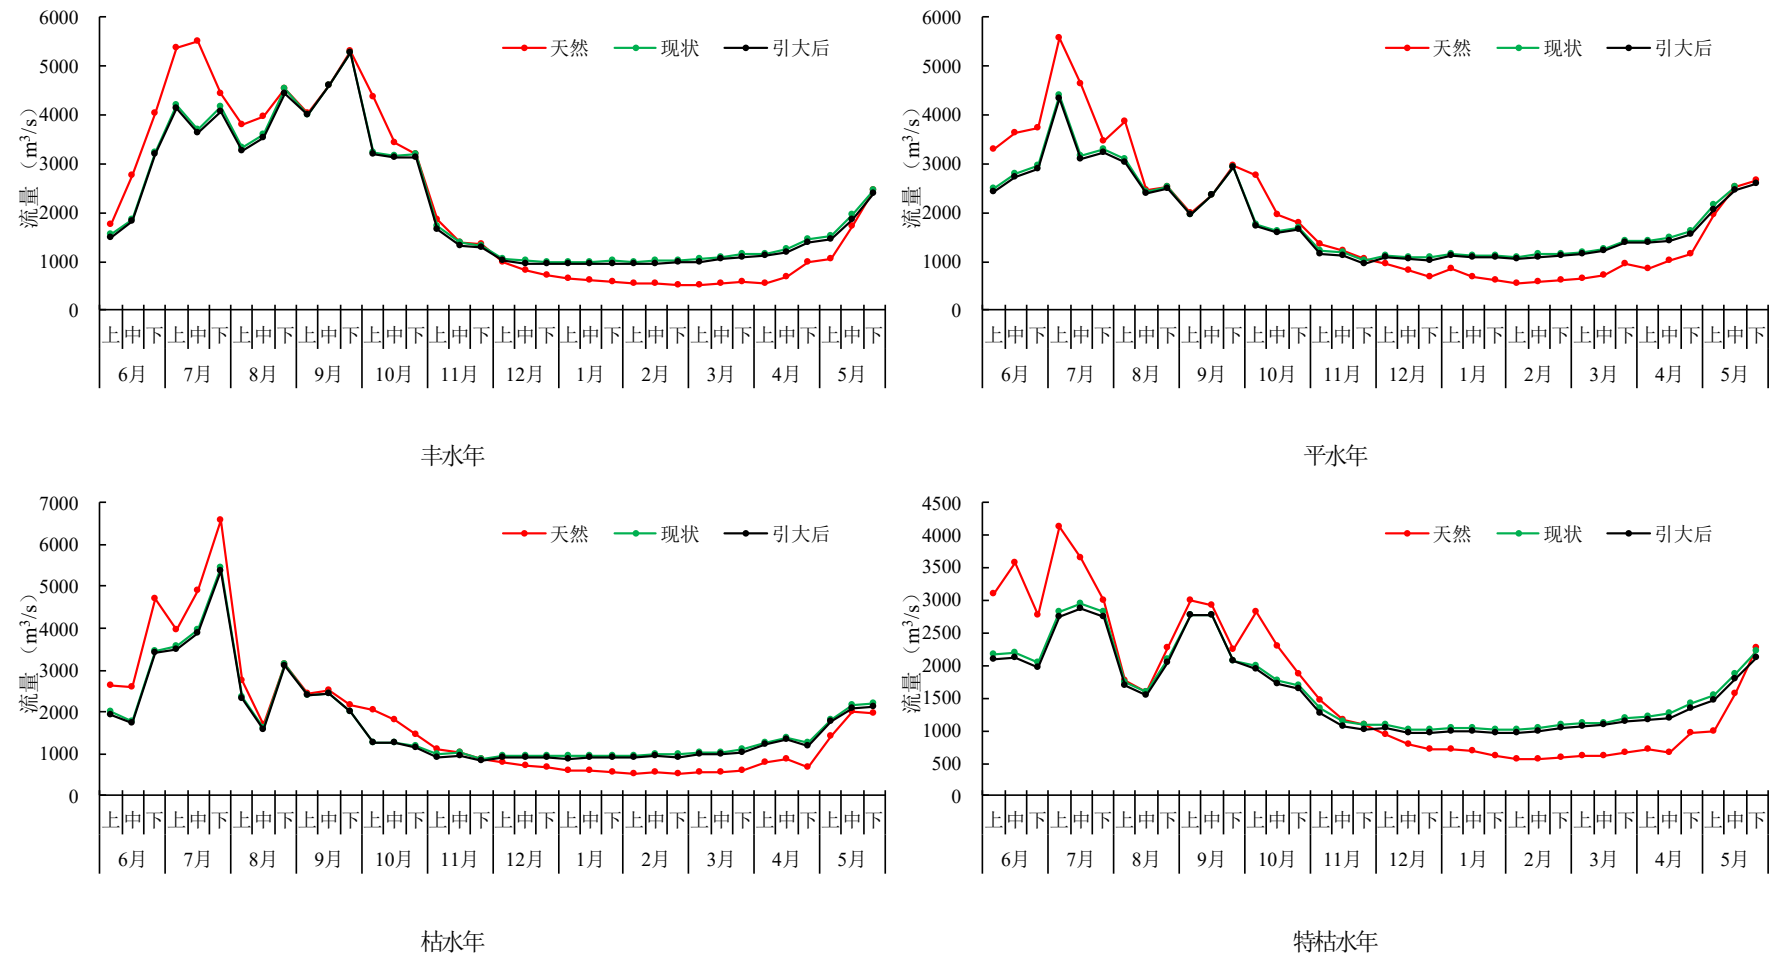 6000
5000
4000
3000
2000
1000
0
流量（m³/s）
天然 现状 引大后
上 中 下 上 中 下 上 中 下 上 中 下 上 中 下 上 中 下 上 中 下 上 中 下 上 中 下 上 中 下 上 中 下 上 中 下
6月 7月 8月 9月 10月 11月 12月 1月 2月 3月 4月 5月
丰水年
6000
5000
4000
3000
2000
1000
0
流量（m³/s）
天然 现状 引大后
上 中 下 上 中 下 上 中 下 上 中 下 上 中 下 上 中 下 上 中 下 上 中 下 上 中 下 上 中 下 上 中 下 上 中 下
6月 7月 8月 9月 10月 11月 12月 1月 2月 3月 4月 5月
平水年
7000
6000
5000
4000
3000
2000
1000
0
流量（m³/s）
天然 现状 引大后
上 中 下 上 中 下 上 中 下 上 中 下 上 中 下 上 中 下 上 中 下 上 中 下 上 中 下 上 中 下 上 中 下 上 中 下
6月 7月 8月 9月 10月 11月 12月 1月 2月 3月 4月 5月
枯水年
4500
4000
3500
3000
2500
2000
1500
1000
500
0
流量（m³/s）
天然 现状 引大后
上 中 下 上 中 下 上 中 下 上 中 下 上 中 下 上 中 下 上 中 下 上 中 下 上 中 下 上 中 下 上 中 下 上 中 下
6月 7月 8月 9月 10月 11月 12月 1月 2月 3月 4月 5月
特枯水年